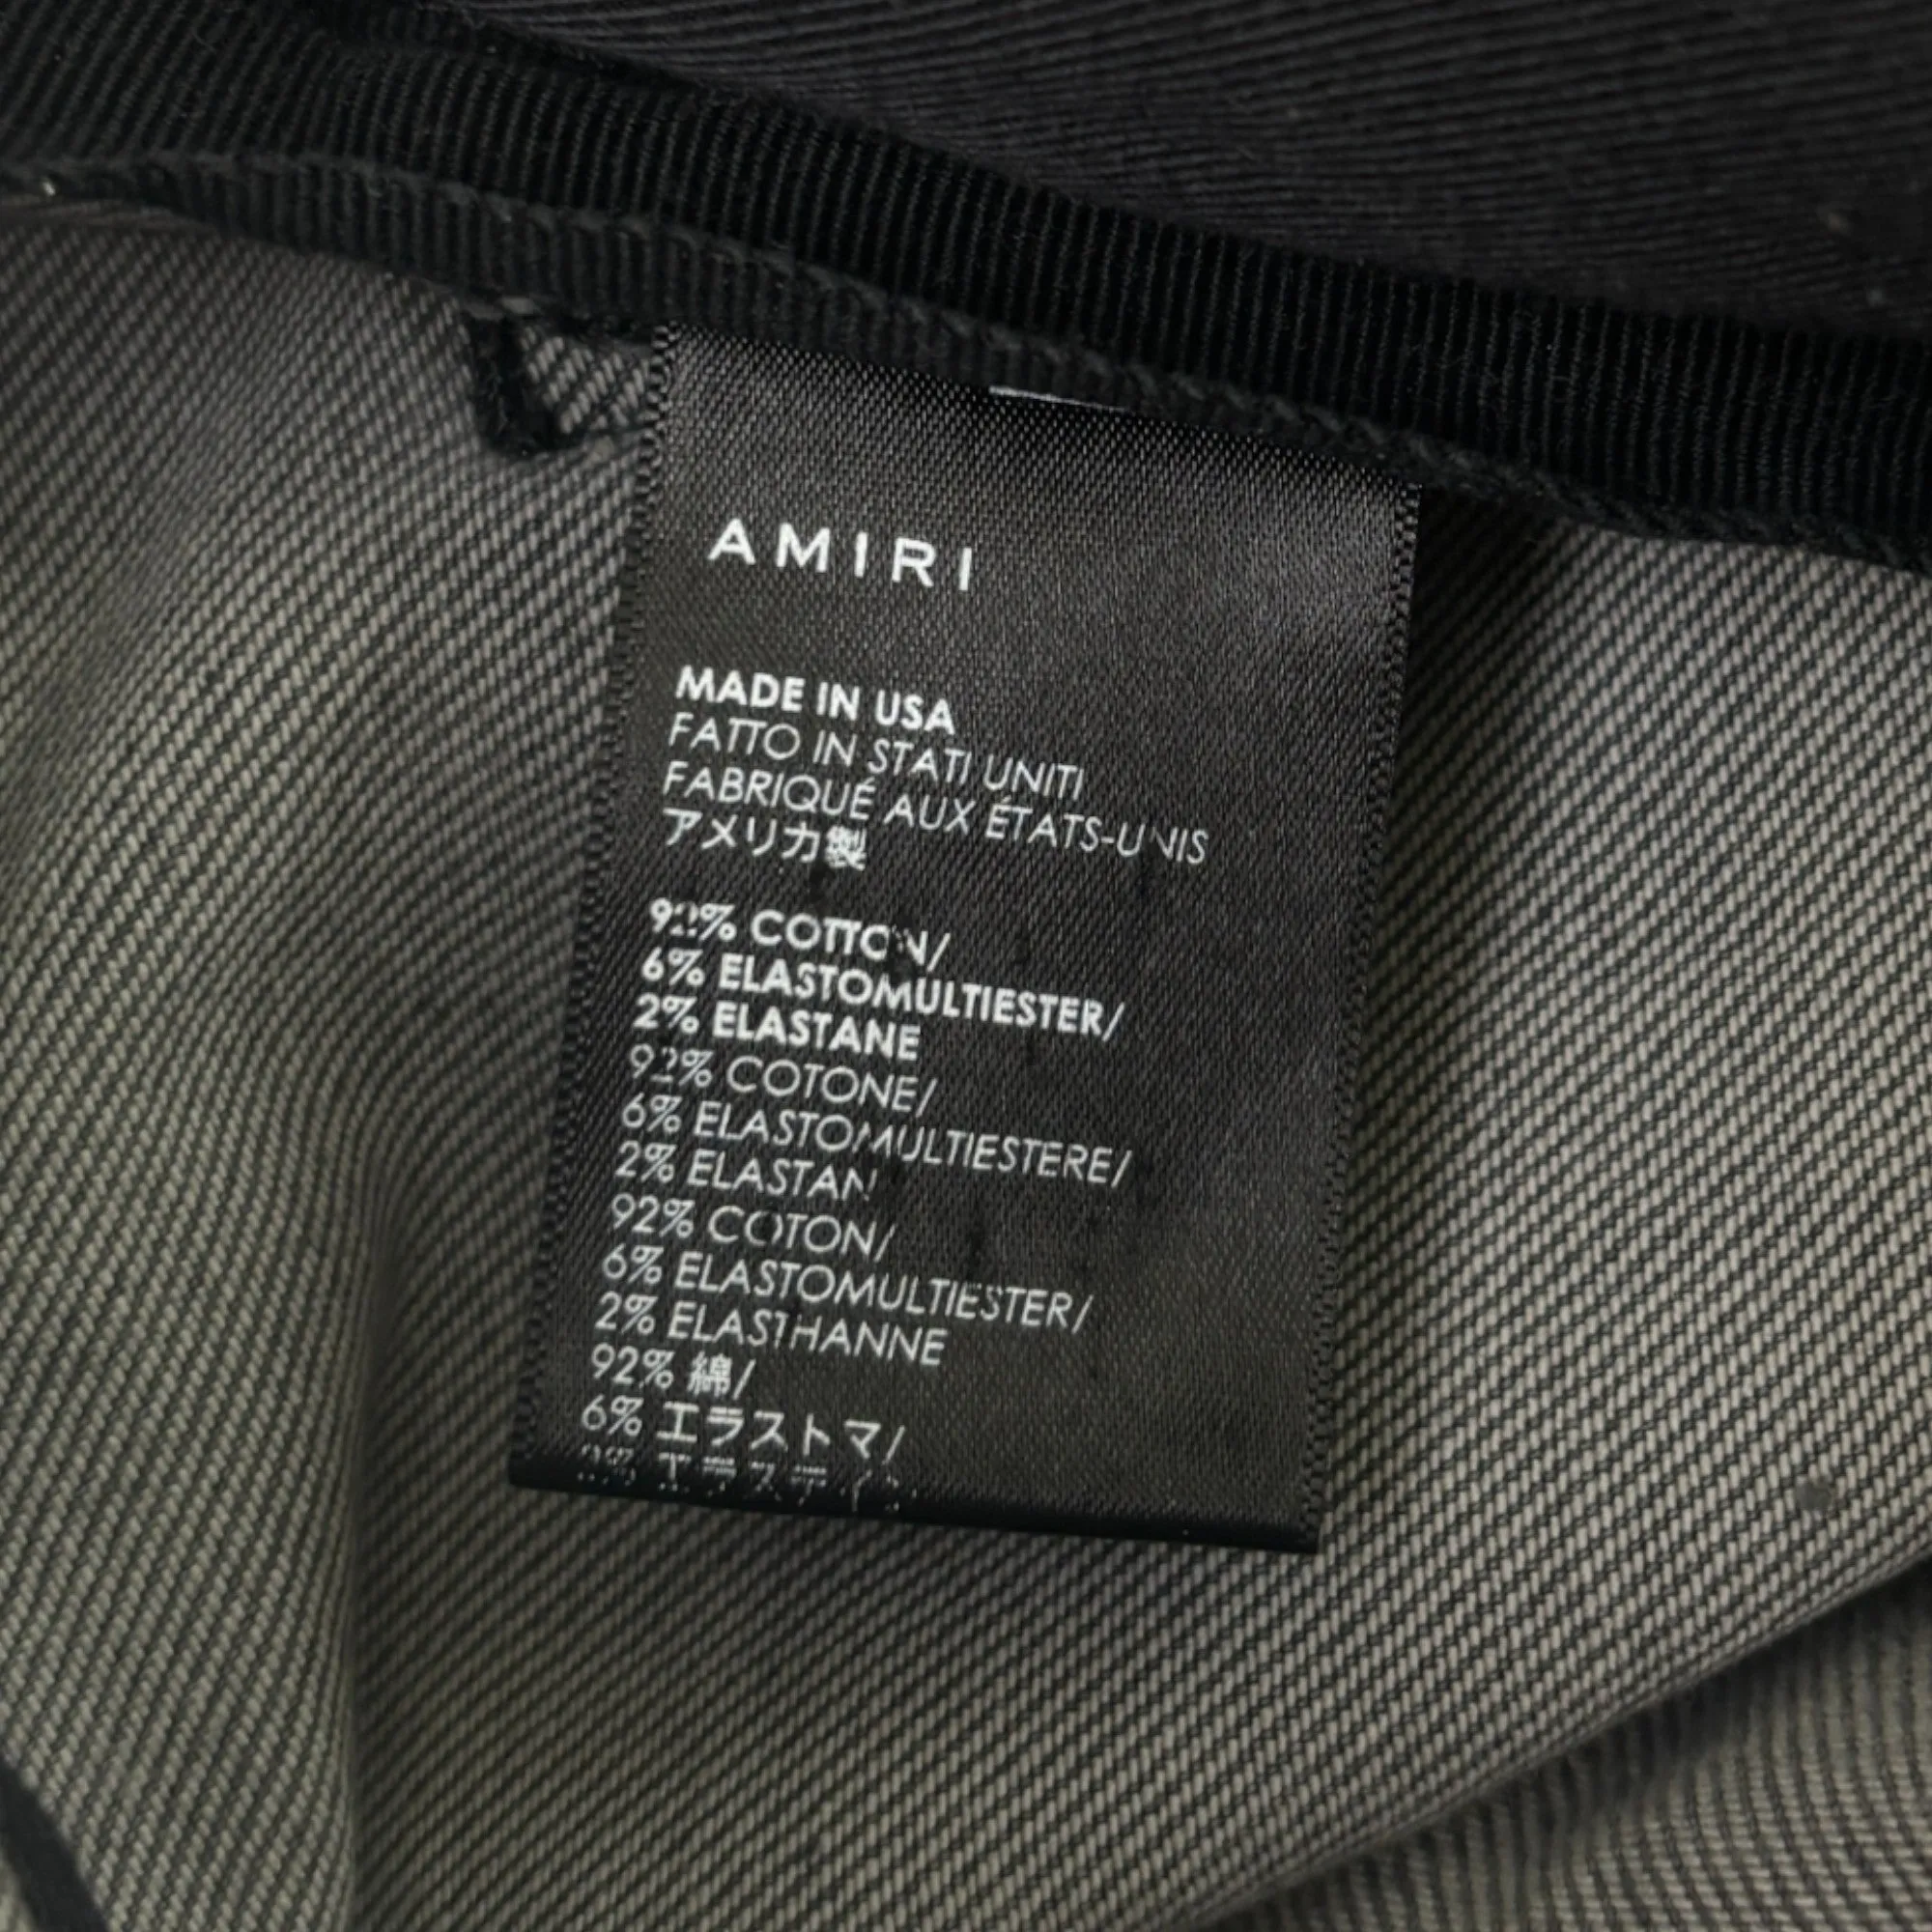 AMIRI
MADE IN USA
FATTO IN STATI UNITI
FABRIQUÉ AUX ÉTATS-UNIS
アメリカ製
92% COTTON/
6% ELASTOMULTIESTER/
2% ELASTANE
92% COTONE/
6% ELASTOMULTIESTERE/
2% ELASTAN
92% COTON/
6% ELASTOMULTIESTER/
2% ELASTHANNE
92% 綿/
6% エラストマ/